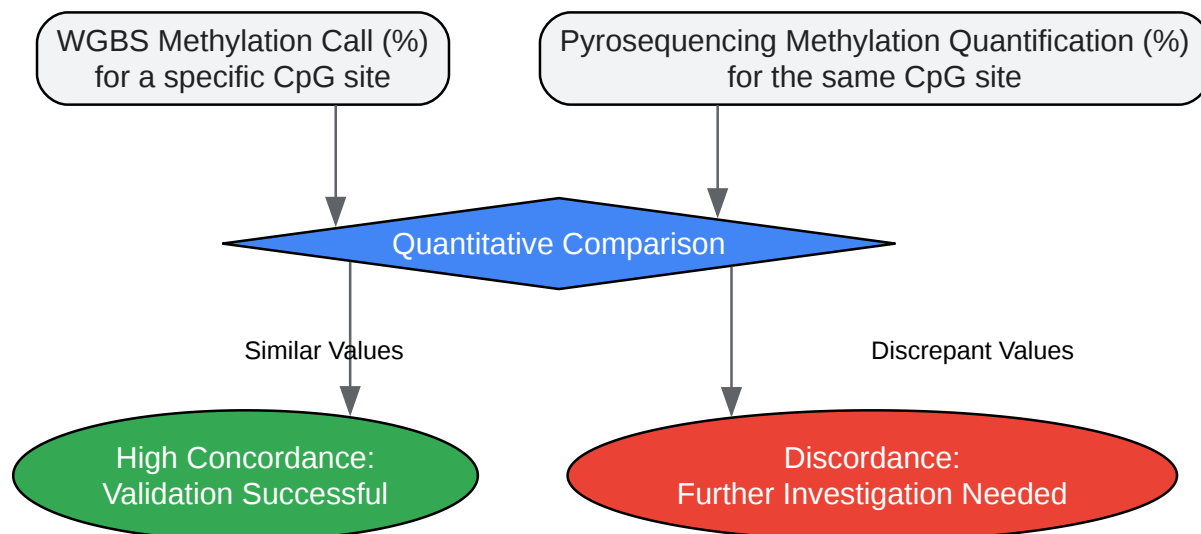 WGBS Methylation Call (%)
for a specific CpG site
Pyrosequencing Methylation Quantification (%)
for the same CpG site
Quantitative Comparison
Similar Values
Discrepant Values
High Concordance:
Validation Successful
Discordance:
Further Investigation Needed